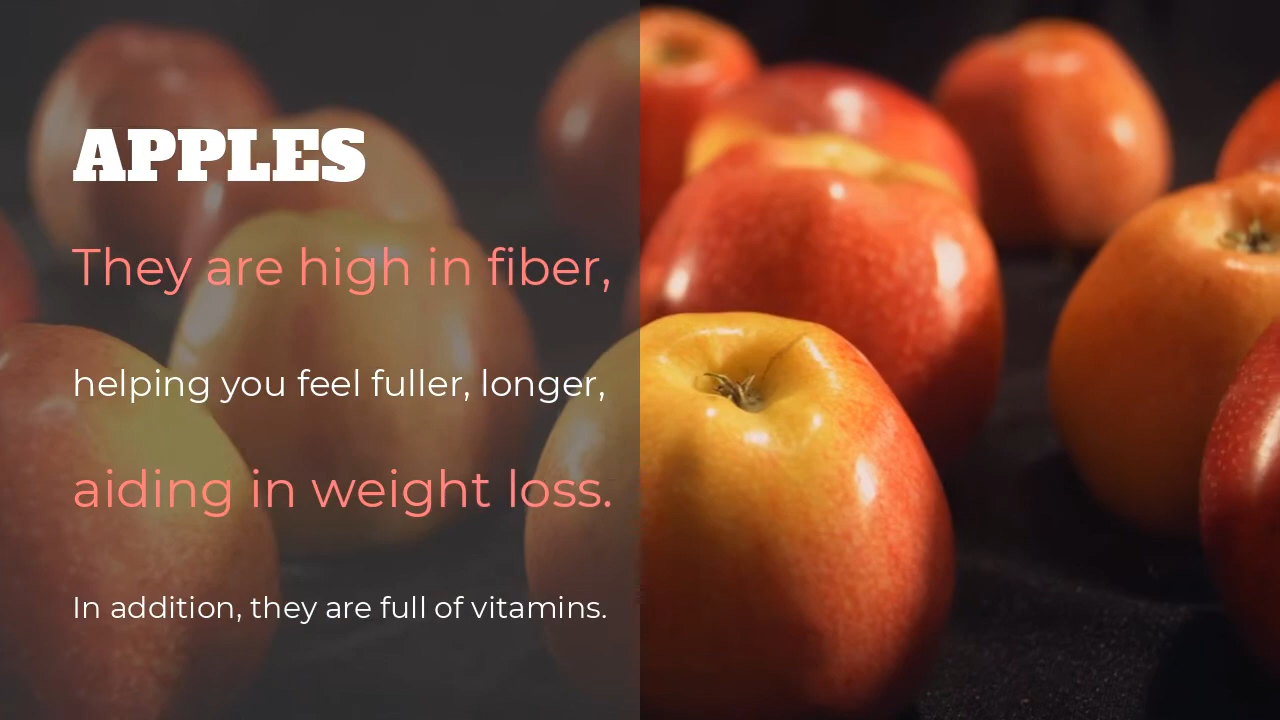 APPLES
They are high in fiber,
helping you feel fuller, longer,
aiding in weight loss.
In addition, they are full of vitamins.